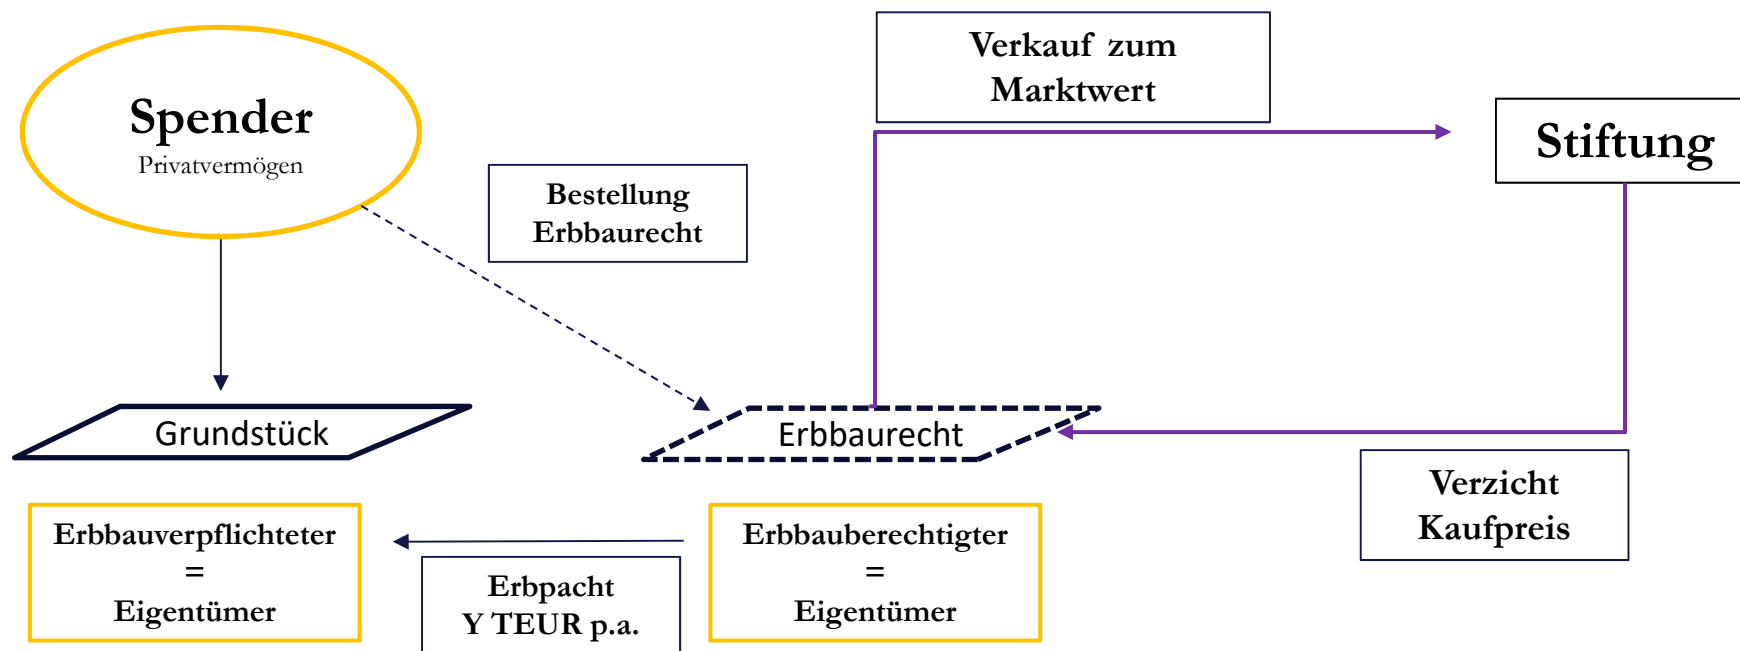 Verkauf zum
Marktwert
Spender
Privatvermögen
Stiftung
Bestellung
Erbbaurecht
Grundstück
Erbbaurecht
Verzicht
Kaufpreis
Erbbauverpflichteter
=
Eigentümer
Erbpacht
Y TEUR p.a.
Erbbauberechtigter
=
Eigentümer